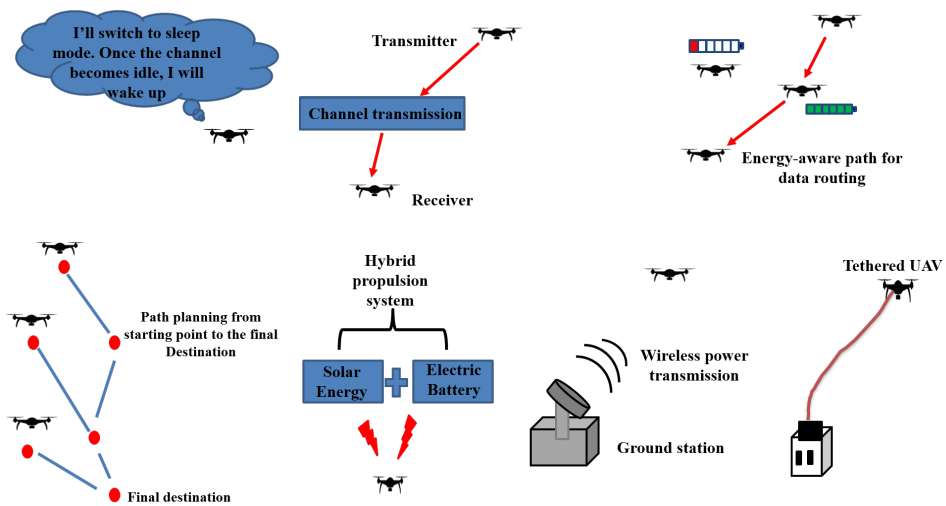 I'll switch to sleep
mode. Once the channel
becomes idle, I will
wake up
Transmitter
Channel transmission
Receiver
Energy-aware path for
data routing
Path planning from
starting point to the final
Destination
Final destination
Hybrid
propulsion
system
Solar
Energy
Electric
Battery
Wireless power
transmission
Ground station
Tethered UAV